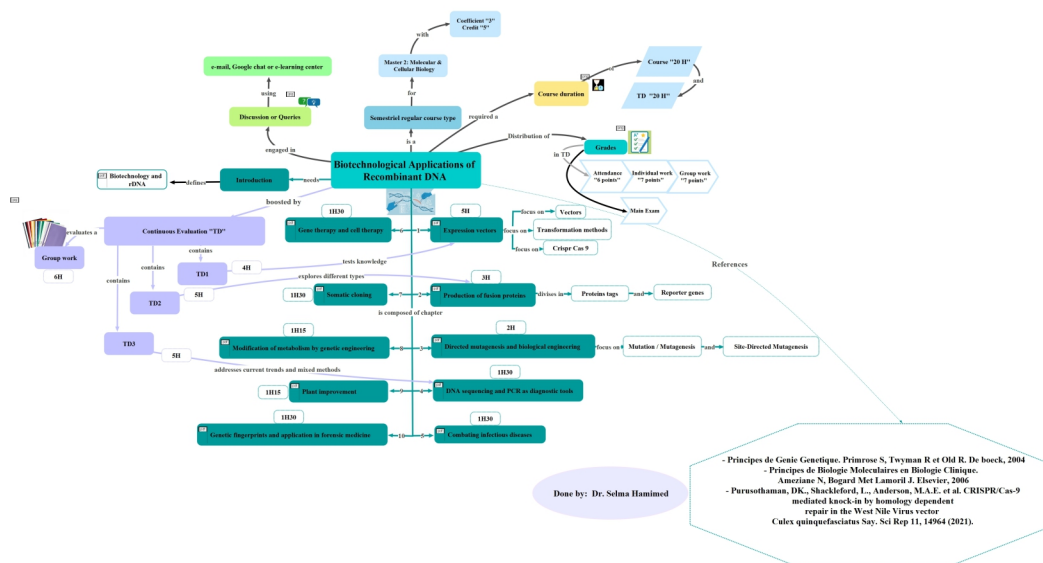 Coefficient "3"
Credit "5"
with
Master 2: Molecular &
Cellular Biology
for
Semestriel regular course type
is a
e-mail, Google chat or e-learning center
using
Discussion or Queries
engaged in
Course duration
required a
Course "20 H"
and
TD "20 H"
Distribution of
Grades
in TD
Attendance
"6 points"
Individual work
"7 points"
Group work
"7 points"
Main Exam
Biotechnological Applications of
Recombinant DNA
needs
Introduction
defines
Biotechnology and
rDNA
boosted by
Continuous Evaluation "TD"
evaluates a
Group work
6H
contains
TD1
4H
tests knowledge
contains
TD2
5H
explores different types
contains
TD3
5H
addresses current trends and mixed methods
is composed of chapter
1H30
Gene therapy and cell therapy
6
1
5H
Expression vectors
focus on
Vectors
focus on
Transformation methods
focus on
Crispr Cas 9
1H30
Somatic cloning
7
2
3H
Production of fusion proteins
divises in
Proteins tags
and
Reporter genes
1H15
Modification of metabolism by genetic engineering
8
3
2H
Directed mutagenesis and biological engineering
focus on
Mutation / Mutagenesis
and
Site-Directed Mutagenesis
1H15
Plant improvement
9
4
1H30
DNA sequencing and PCR as diagnostic tools
1H30
Genetic fingerprints and application in forensic medicine
10
5
1H30
Combating infectious diseases
References
- Principes de Genie Genetique. Primrose S, Twyman R et Old R. De boeck, 2004
- Principes de Biologie Moleculaires en Biologie Clinique.
Ameziane N, Bogard Met Lamoril J. Elsevier, 2006
- Purusothaman, DK., Shackleford, L., Anderson, M.A.E. et al. CRISPR/Cas-9
mediated knock-in by homology dependent
repair in the West Nile Virus vector
Culex quinquefasciatus Say. Sci Rep 11, 14964 (2021).
Done by: Dr. Selma Hamimed